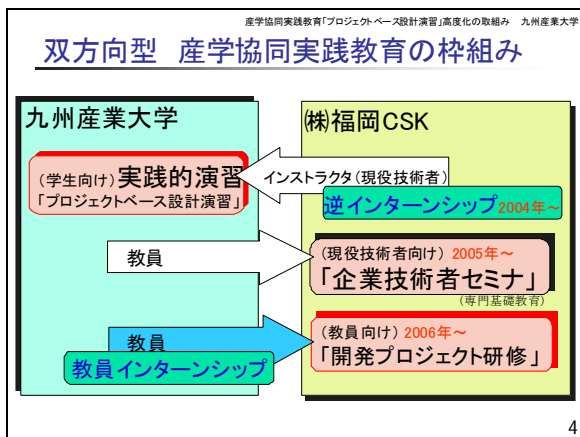 産学協同実践教育「プロジェクトベース設計演習」高度化の取組み　九州産業大学
双方向型　産学協同実践教育の枠組み
九州産業大学
㈱福岡CSK
(学生向け) 実践的演習
「プロジェクトベース設計演習」
インストラクタ(現役技術者)
逆インターンシップ2004年～
教員
(現役技術者向け) 2005年～
「企業技術者セミナ」
(専門基礎教育)
教員
教員インターンシップ
(教員向け) 2006年～
「開発プロジェクト研修」
4